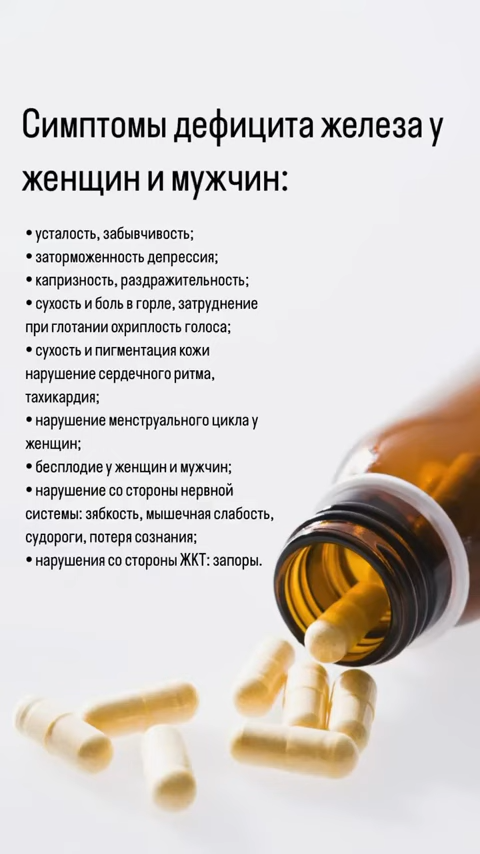 Симптомы дефицита железа у
женщин и мужчин:
• усталость, забывчивость;
• заторможенность депрессия;
• капризность, раздражительность;
• сухость и боль в горле, затруднение
при глотании охриплость голоса;
• сухость и пигментация кожи
нарушение сердечного ритма,
тахикардия;
• нарушение менструального цикла у
женщин;
• бесплодие у женщин и мужчин;
• нарушение со стороны нервной
системы: зябкость, мышечная слабость,
судороги, потеря сознания;
• нарушения со стороны ЖКТ: запоры.